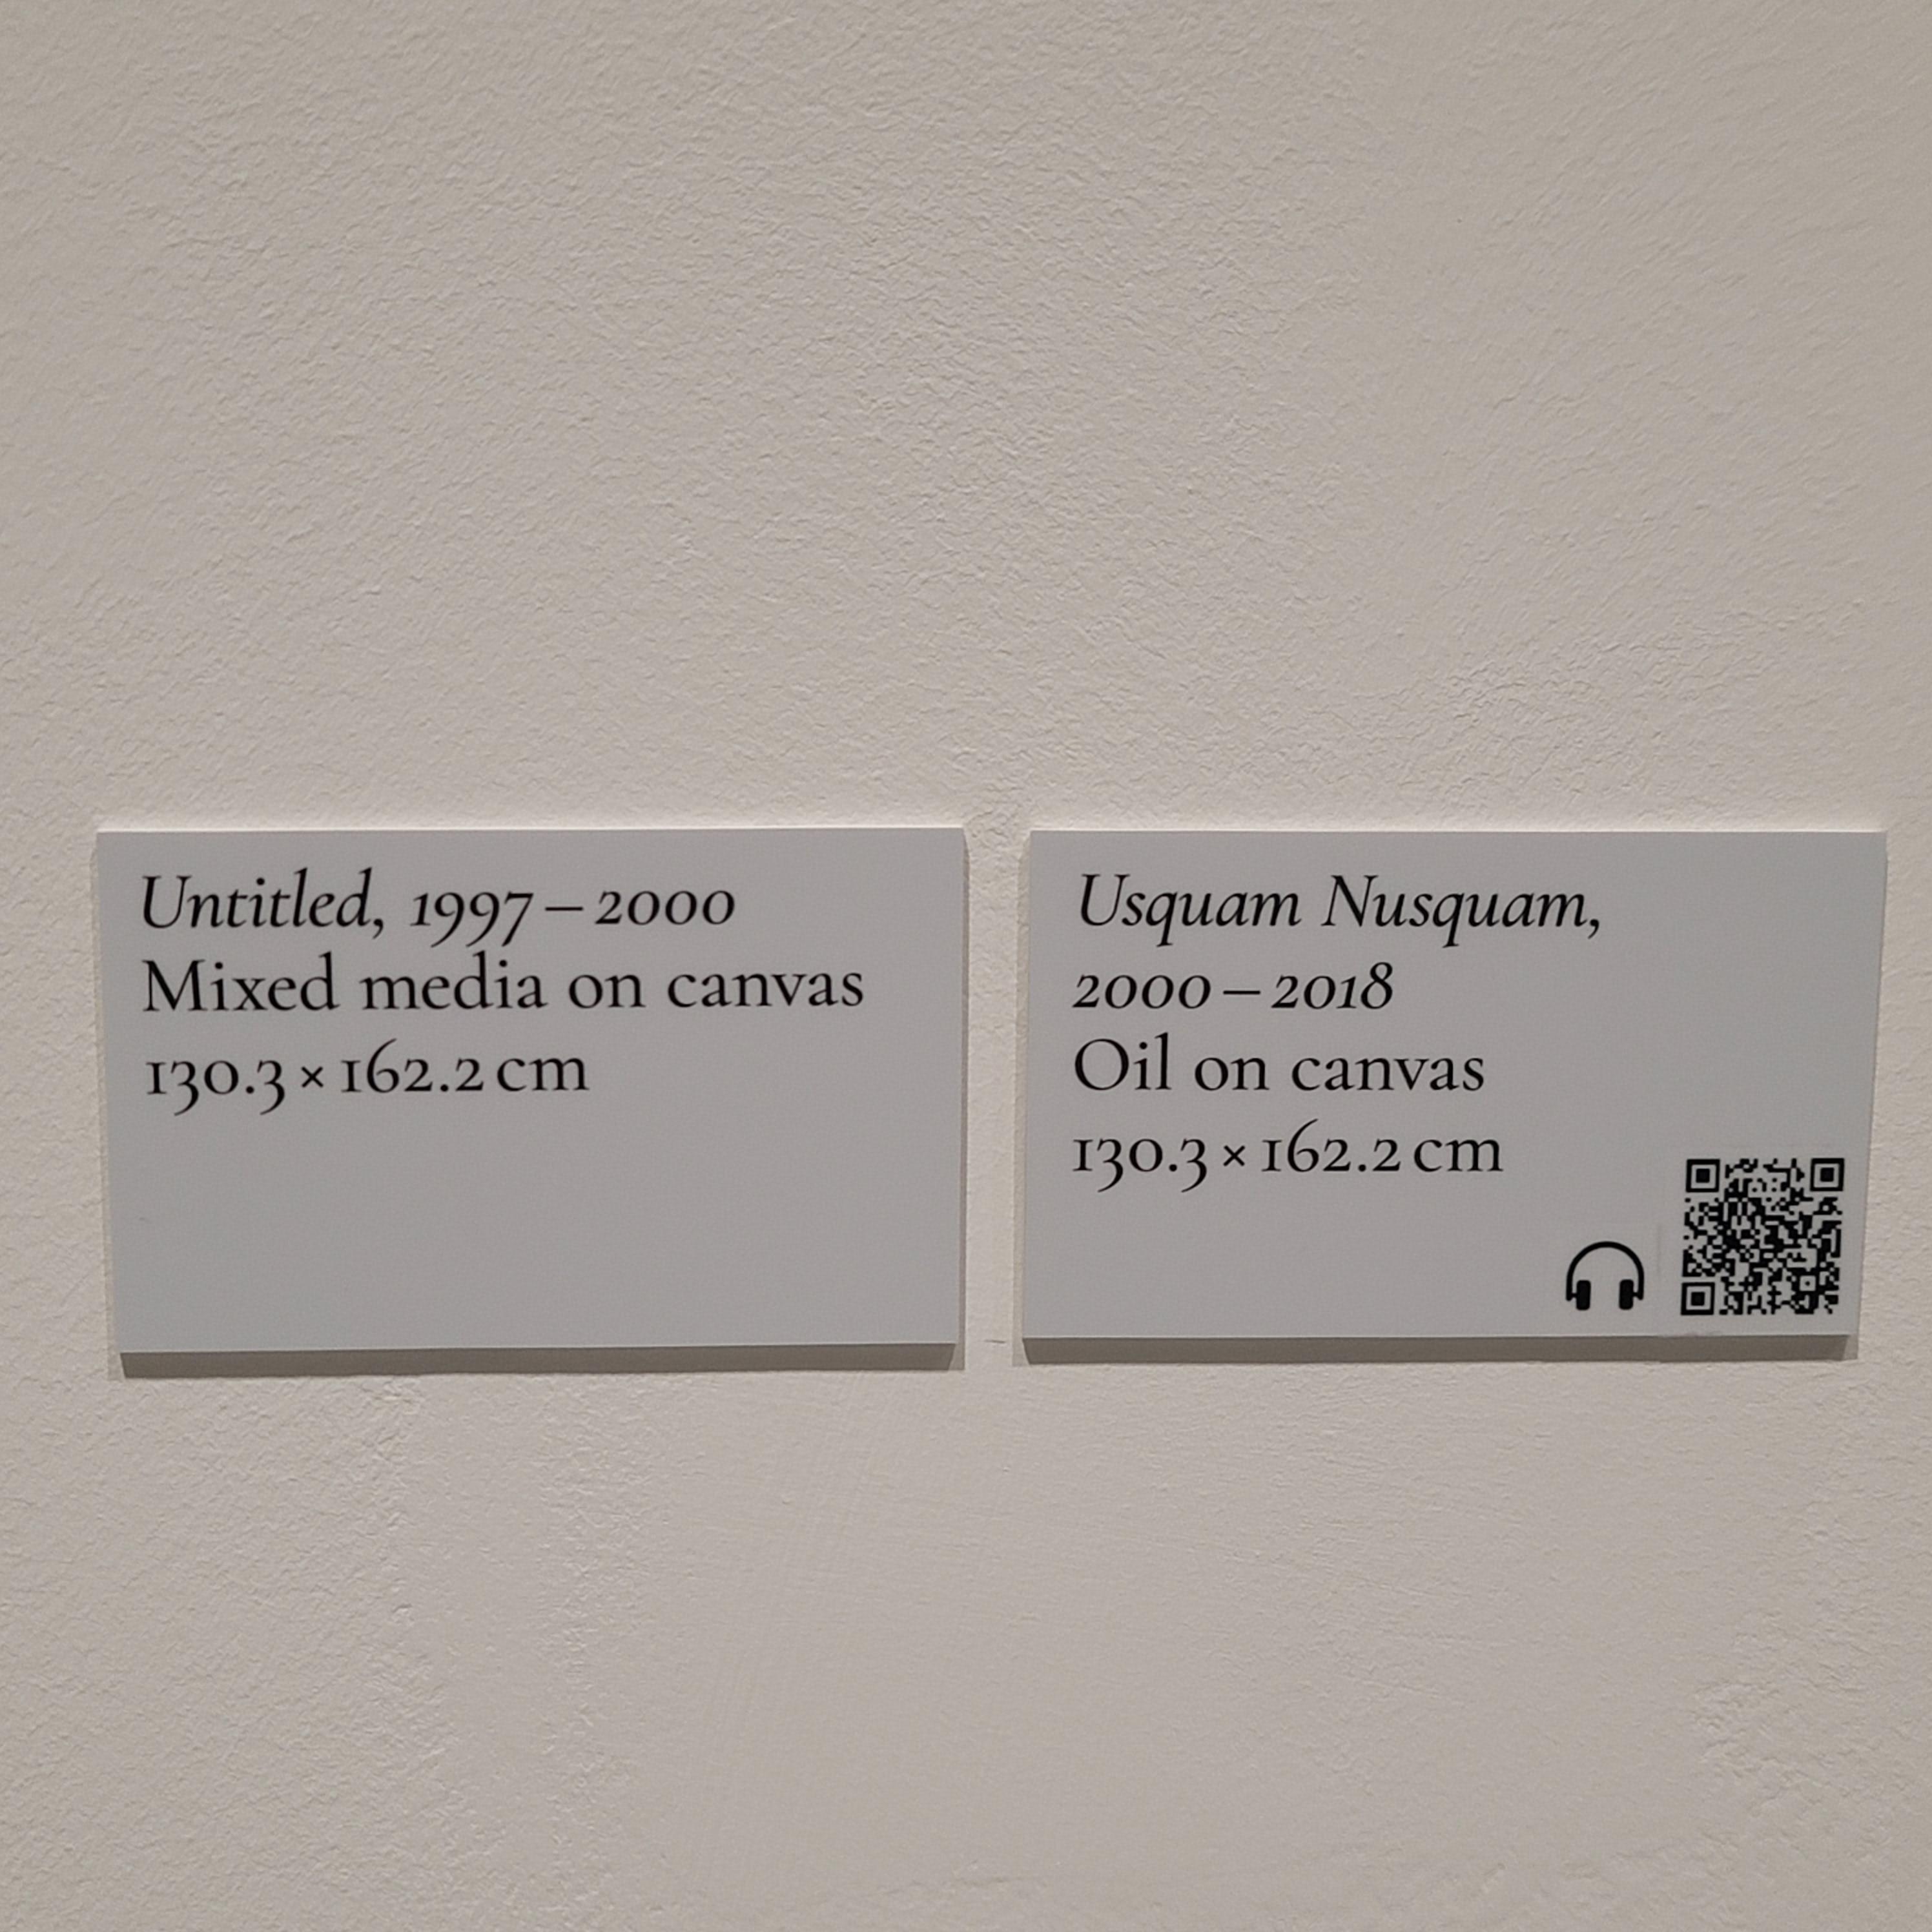 Untitled, 1997 – 2000
Mixed media on canvas
130.3 × 162.2 cm
Usquam Nusquam,
2000 – 2018
Oil on canvas
130.3 × 162.2 cm